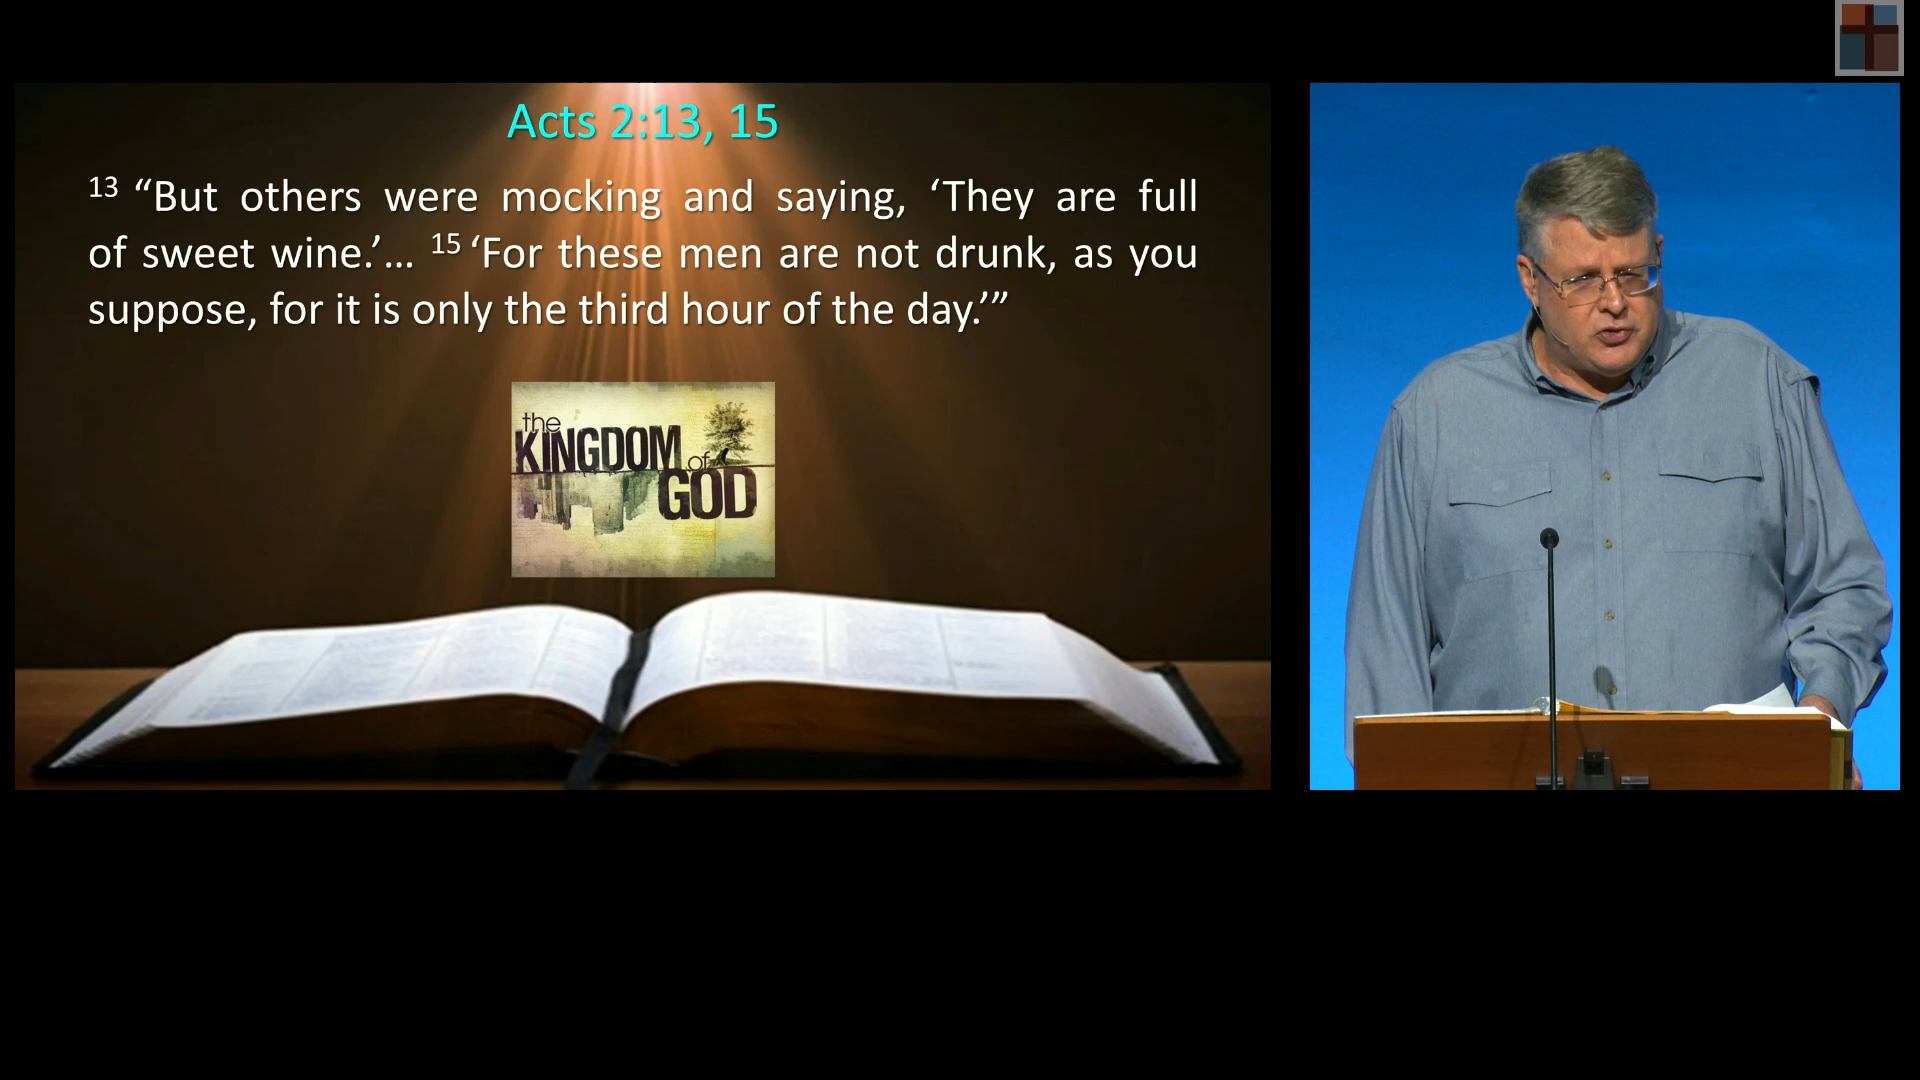 Acts 2:13, 15
13 “But others were mocking and saying, ‘They are full
of sweet wine.’… 15 ‘For these men are not drunk, as you
suppose, for it is only the third hour of the day.’”
the
KINGDOM of
GOD